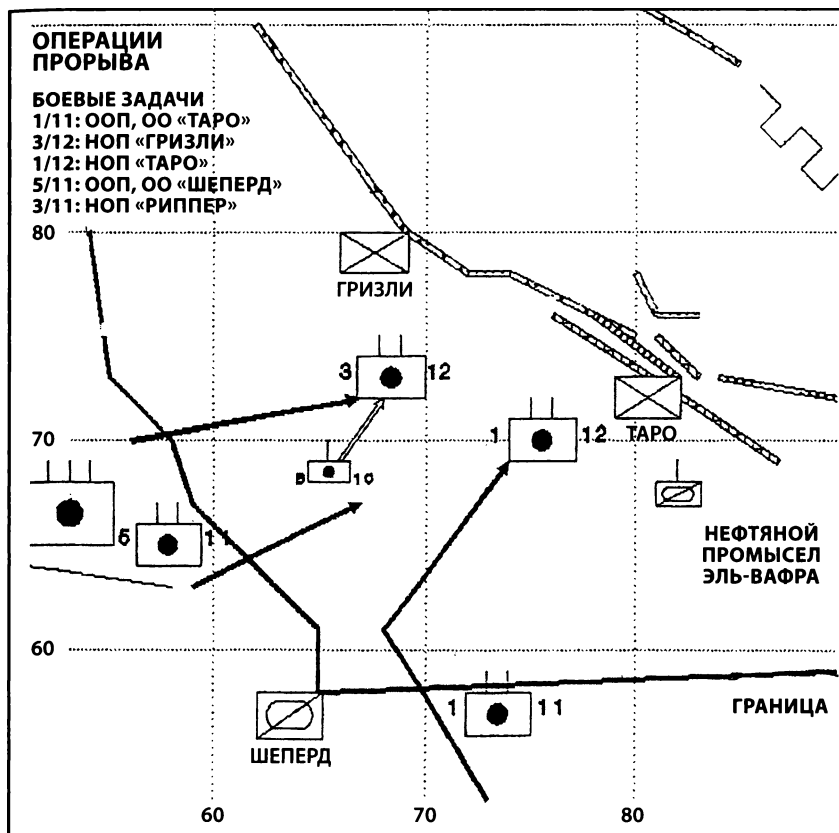 ОПЕРАЦИИ
ПРОРЫВА
БОЕВЫЕ ЗАДАЧИ
1/11: ООП, ОО «ТАРО»
3/12: НОП «ГРИЗЛИ»
1/12: НОП «ТАРО»
5/11: ООП, ОО «ШЕПЕРД»
3/11: НОП «РИППЕР»
80
ГРИЗЛИ
3 12
70
1 12
ТАРО
5 11
НЕФТЯНОЙ
ПРОМЫСЕЛ
ЭЛЬ-ВАФРА
60
1 11
ГРАНИЦА
ШЕПЕРД
60 70 80